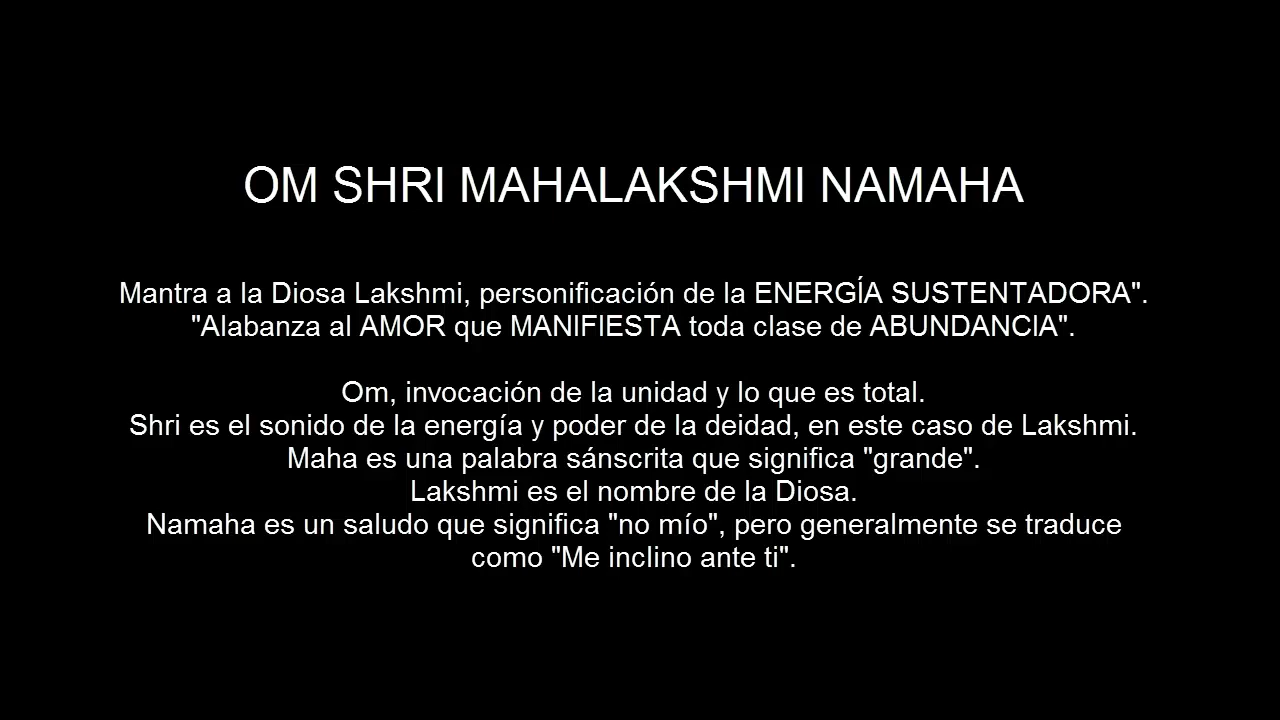 OM SHRI MAHALAKSHMI NAMAHA
Mantra a la Diosa Lakshmi, personificación de la ENERGÍA SUSTENTADORA".
"Alabanza al AMOR que MANIFIESTA toda clase de ABUNDANCIA".
Om, invocación de la unidad y lo que es total.
Shri es el sonido de la energía y poder de la deidad, en este caso de Lakshmi.
Maha es una palabra sánscrita que significa "grande".
Lakshmi es el nombre de la Diosa.
Namaha es un saludo que significa "no mío", pero generalmente se traduce
como "Me inclino ante ti".